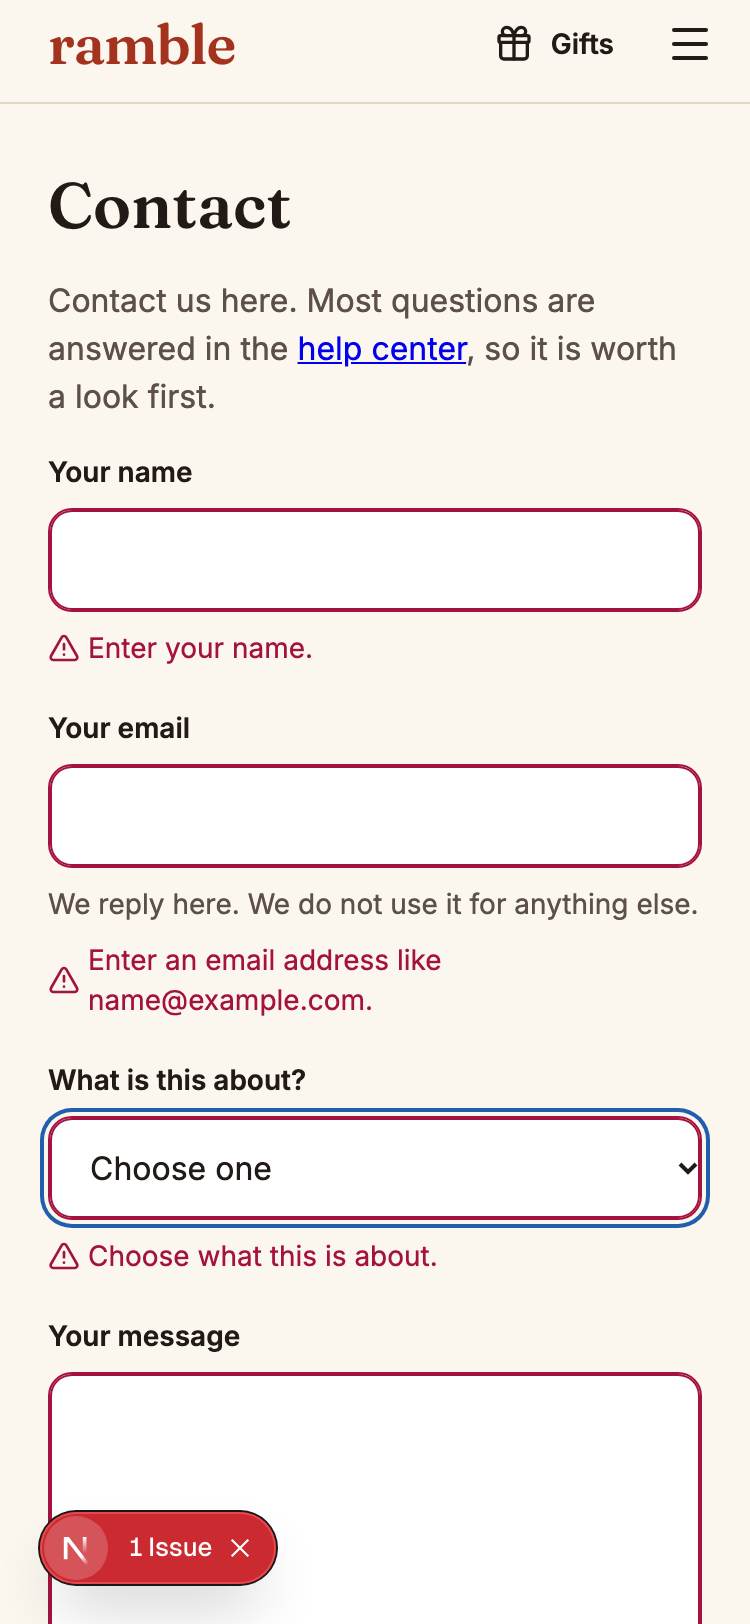 ramble
Gifts
Contact
Contact us here. Most questions are
answered in the help center, so it is worth
a look first.
Your name
Enter your name.
Your email
We reply here. We do not use it for anything else.
Enter an email address like
name@example.com.
What is this about?
Choose one
Choose what this is about.
Your message
N 1 Issue